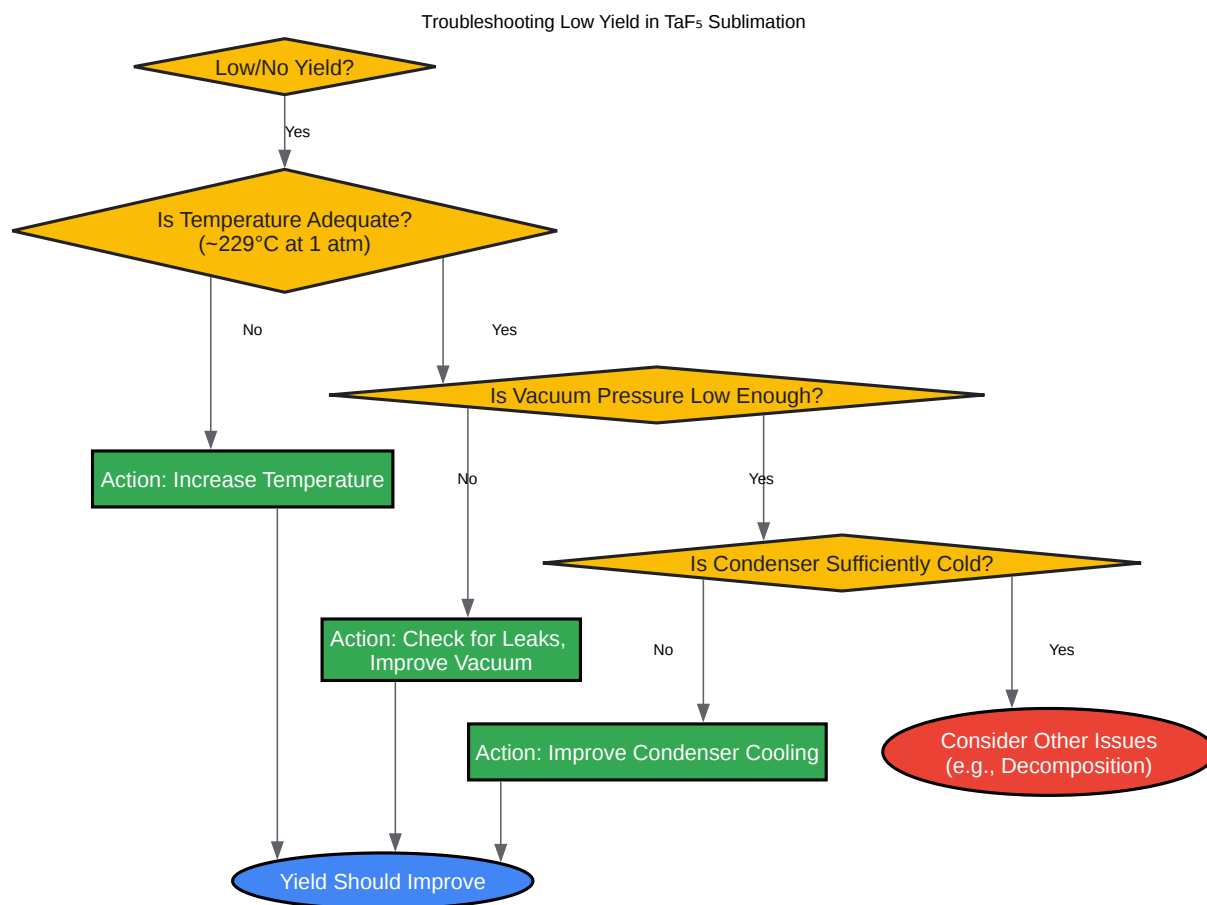 Troubleshooting Low Yield in TaF₅ Sublimation
Low/No Yield?
Yes
Is Temperature Adequate?
(~229°C at 1 atm)
No
Yes
Is Vacuum Pressure Low Enough?
Action: Increase Temperature
No
Yes
Is Condenser Sufficiently Cold?
Action: Check for Leaks,
Improve Vacuum
No
Yes
Action: Improve Condenser Cooling
Consider Other Issues
(e.g., Decomposition)
Yield Should Improve